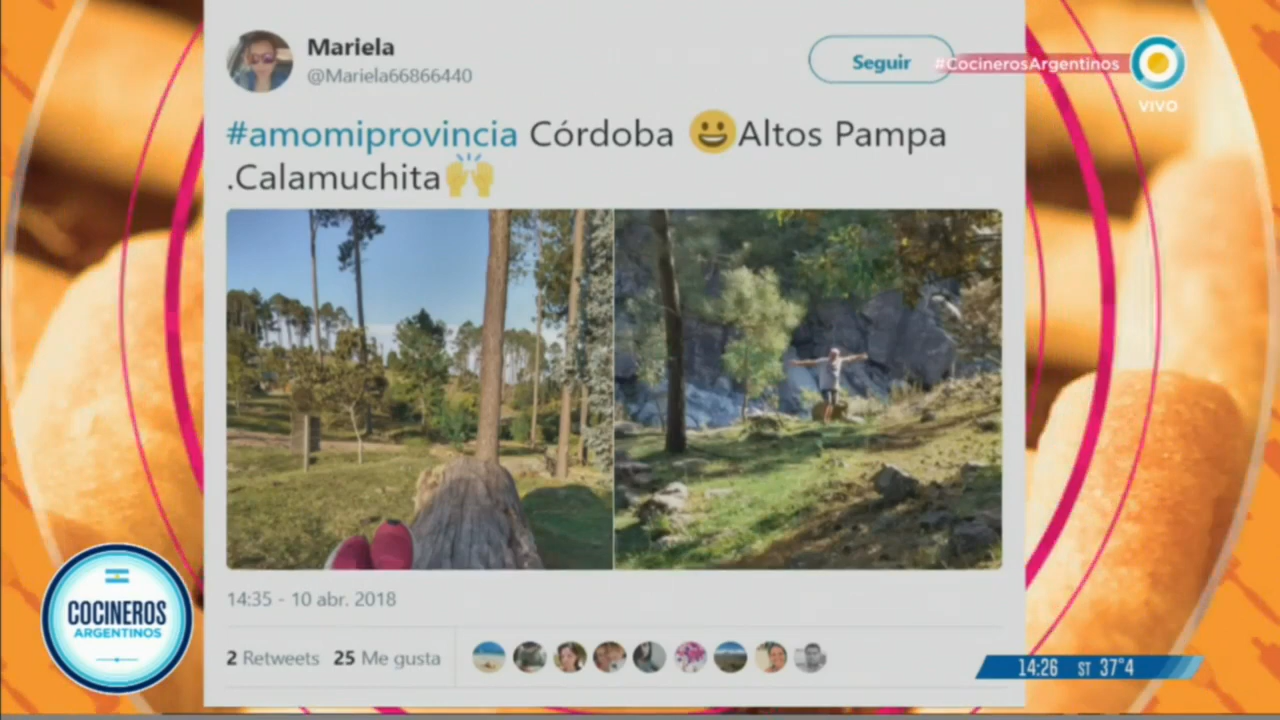 Mariela
@Mariela66866440
Seguir
#CocinerosArgentinos
VIVO
#amomiprovincia Córdoba 😀Altos Pampa
.Calamuchita🙌
14:35 - 10 abr. 2018
2 Retweets 25 Me gusta
COCINEROS
ARGENTINOS
14:26 ST 37°4